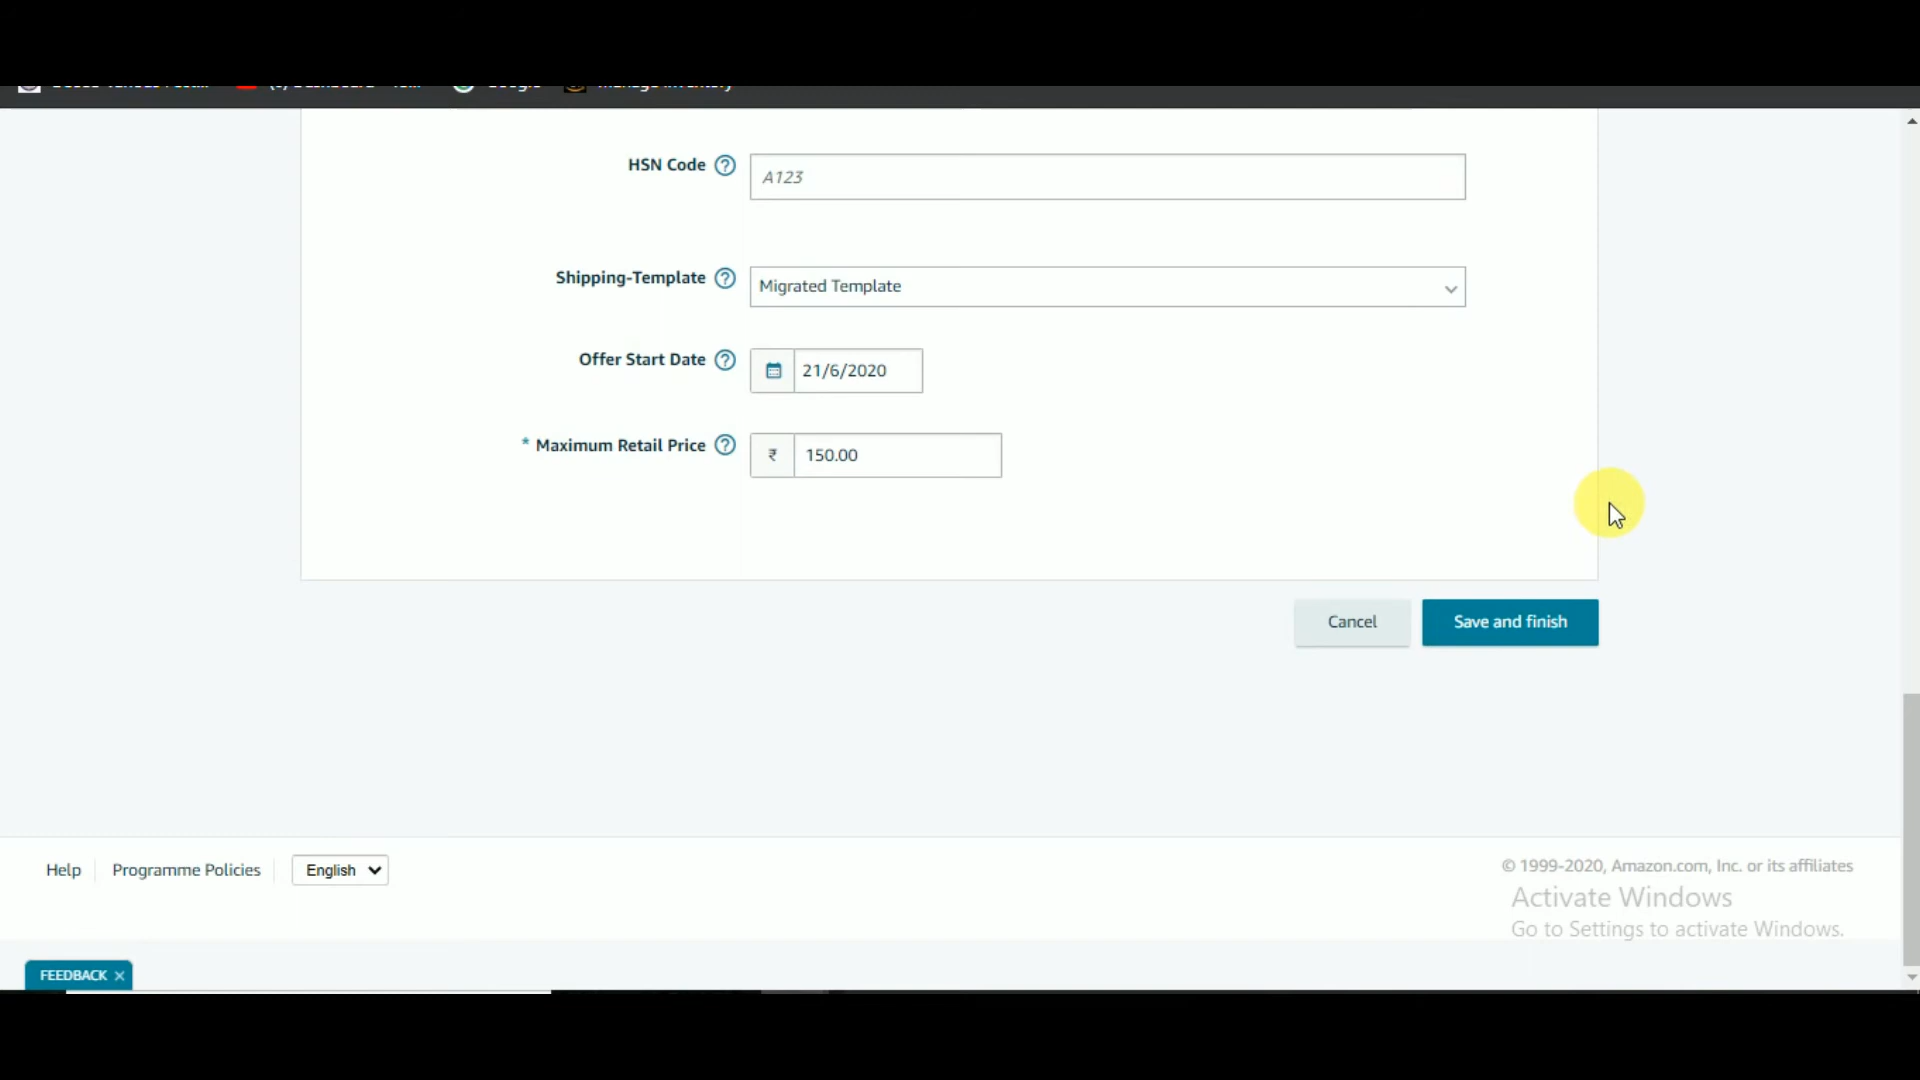 HSN Code
A123
Shipping-Template
Migrated Template
Offer Start Date
21/6/2020
* Maximum Retail Price
₹ 150.00
Cancel
Save and finish
Help
Programme Policies
English
© 1999-2020, Amazon.com, Inc. or its affiliates
Activate Windows
Go to Settings to activate Windows.
FEEDBACK